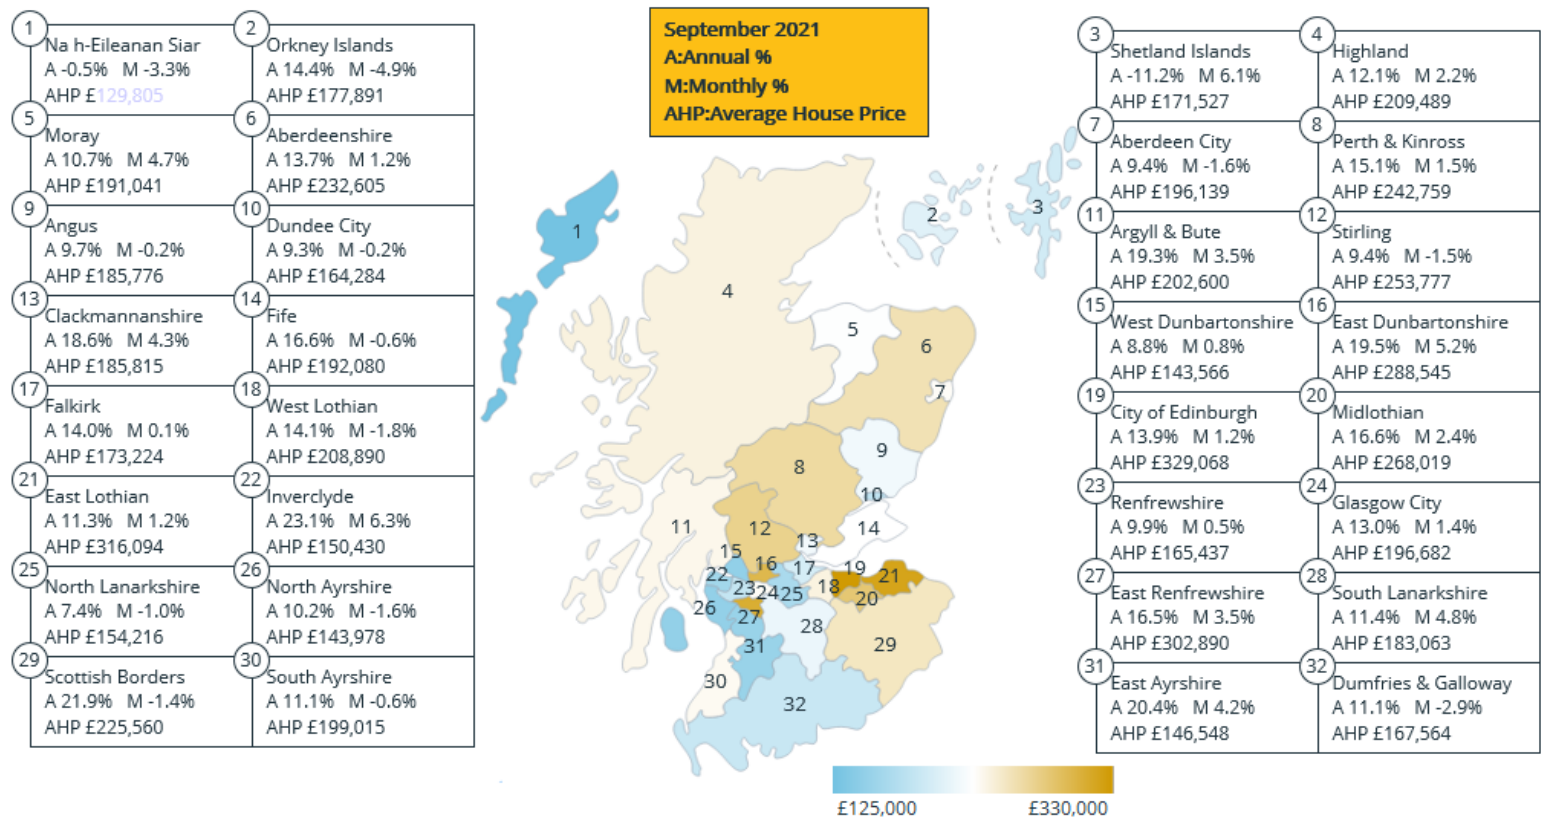 September 2021
A:Annual %
M:Monthly %
AHP:Average House Price
1
Na h-Eileanan Siar
A -0.5% M -3.3%
AHP £129,805
2
Orkney Islands
A 14.4% M -4.9%
AHP £177,891
5
Moray
A 10.7% M 4.7%
AHP £191,041
6
Aberdeenshire
A 13.7% M 1.2%
AHP £232,605
9
Angus
A 9.7% M -0.2%
AHP £185,776
10
Dundee City
A 9.3% M -0.2%
AHP £164,284
13
Clackmannanshire
A 18.6% M 4.3%
AHP £185,815
14
Fife
A 16.6% M -0.6%
AHP £192,080
17
Falkirk
A 14.0% M 0.1%
AHP £173,224
18
West Lothian
A 14.1% M -1.8%
AHP £208,890
21
East Lothian
A 11.3% M 1.2%
AHP £316,094
22
Inverclyde
A 23.1% M 6.3%
AHP £150,430
25
North Lanarkshire
A 7.4% M -1.0%
AHP £154,216
26
North Ayrshire
A 10.2% M -1.6%
AHP £143,978
29
Scottish Borders
A 21.9% M -1.4%
AHP £225,560
30
South Ayrshire
A 11.1% M -0.6%
AHP £199,015
1
2
3
4
5
6
7
8
9
10
11
12
13
14
15
16
17
18
19
20
21
22
23
24
25
26
27
28
29
30
31
32
£125,000
£330,000
3
Shetland Islands
A -11.2% M 6.1%
AHP £171,527
4
Highland
A 12.1% M 2.2%
AHP £209,489
7
Aberdeen City
A 9.4% M -1.6%
AHP £196,139
8
Perth & Kinross
A 15.1% M 1.5%
AHP £242,759
11
Argyll & Bute
A 19.3% M 3.5%
AHP £202,600
12
Stirling
A 9.4% M -1.5%
AHP £253,777
15
West Dunbartonshire
A 8.8% M 0.8%
AHP £143,566
16
East Dunbartonshire
A 19.5% M 5.2%
AHP £288,545
19
City of Edinburgh
A 13.9% M 1.2%
AHP £329,068
20
Midlothian
A 16.6% M 2.4%
AHP £268,019
23
Renfrewshire
A 9.9% M 0.5%
AHP £165,437
24
Glasgow City
A 13.0% M 1.4%
AHP £196,682
27
East Renfrewshire
A 16.5% M 3.5%
AHP £302,890
28
South Lanarkshire
A 11.4% M 4.8%
AHP £183,063
31
East Ayrshire
A 20.4% M 4.2%
AHP £146,548
32
Dumfries & Galloway
A 11.1% M -2.9%
AHP £167,564